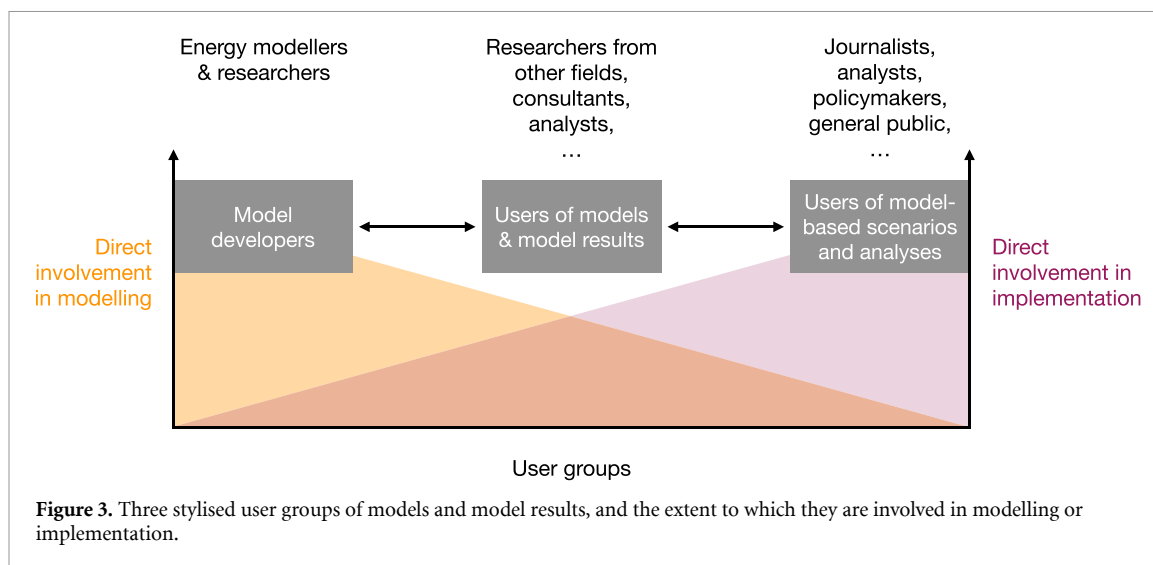 Energy modellers
& researchers
Researchers from
other fields,
consultants,
analysts,
...
Journalists,
analysts,
policymakers,
general public,
...
Model
developers
Users of models
& model results
Users of model-
based scenarios
and analyses
Direct
involvement
in modelling
Direct
involvement in
implementation
User groups
Figure 3. Three stylised user groups of models and model results, and the extent to which they are involved in modelling or
implementation.